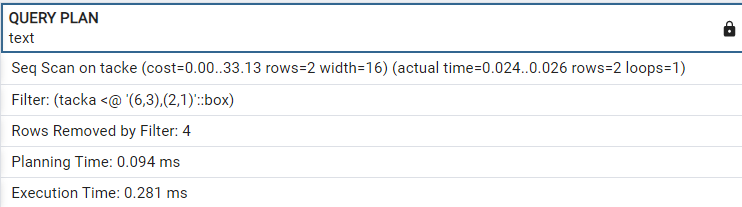 QUERY PLAN
text
Seq Scan on tacke (cost=0.00..33.13 rows=2 width=16) (actual time=0.024..0.026 rows=2 loops=1)
Filter: (tacka <@ '(6,3),(2,1)'::box)
Rows Removed by Filter: 4
Planning Time: 0.094 ms
Execution Time: 0.281 ms